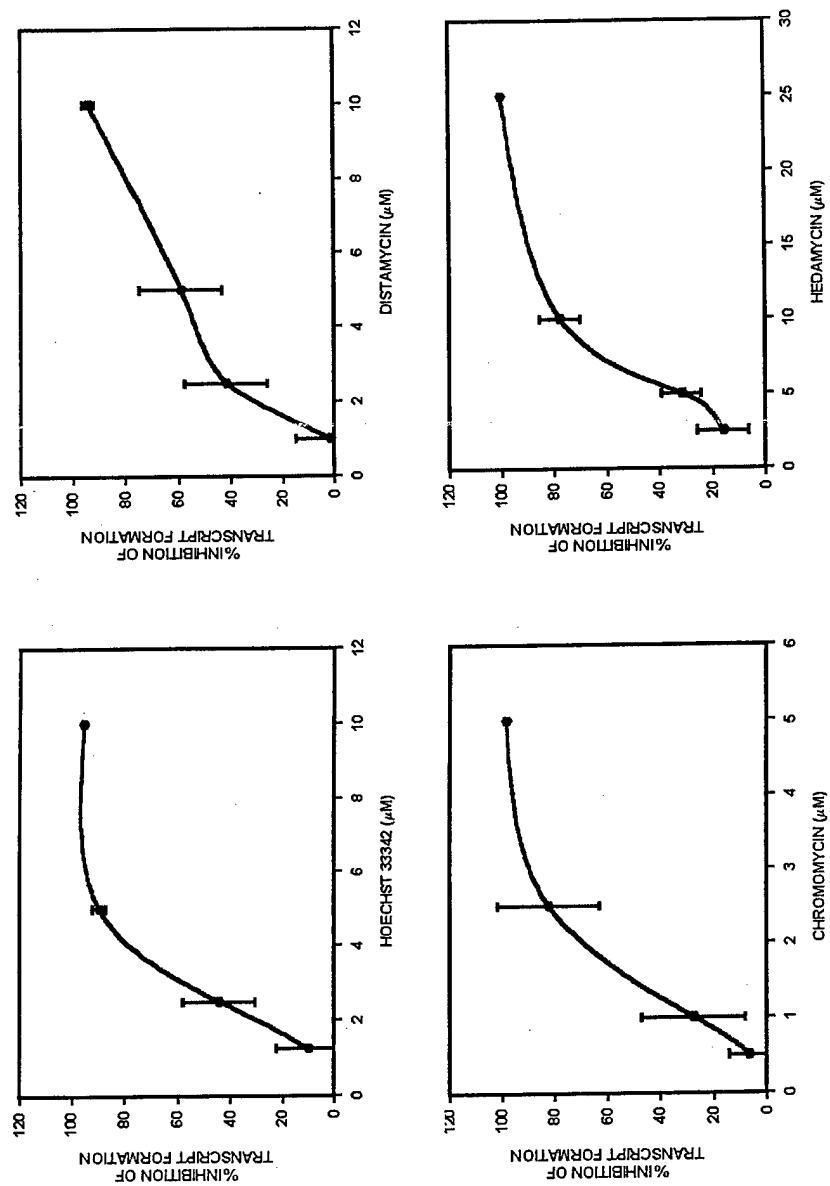 %INHIBITION OF
TRANSCRIPT FORMATION
120
100
80
60
40
20
0
0 2 4 6 8 10 12
HOECHST 33342 (μM)
%INHIBITION OF
TRANSCRIPT FORMATION
120
100
80
60
40
20
0
0 2 4 6 8 10 12
DISTAMYCIN (μM)
%INHIBITION OF
TRANSCRIPT FORMATION
120
100
80
60
40
20
0
0 1 2 3 4 5 6
CHROMOMYCIN (μM)
%INHIBITION OF
TRANSCRIPT FORMATION
120
100
80
60
40
20
0
0 5 10 15 20 25 30
HEDAMYCIN (μM)